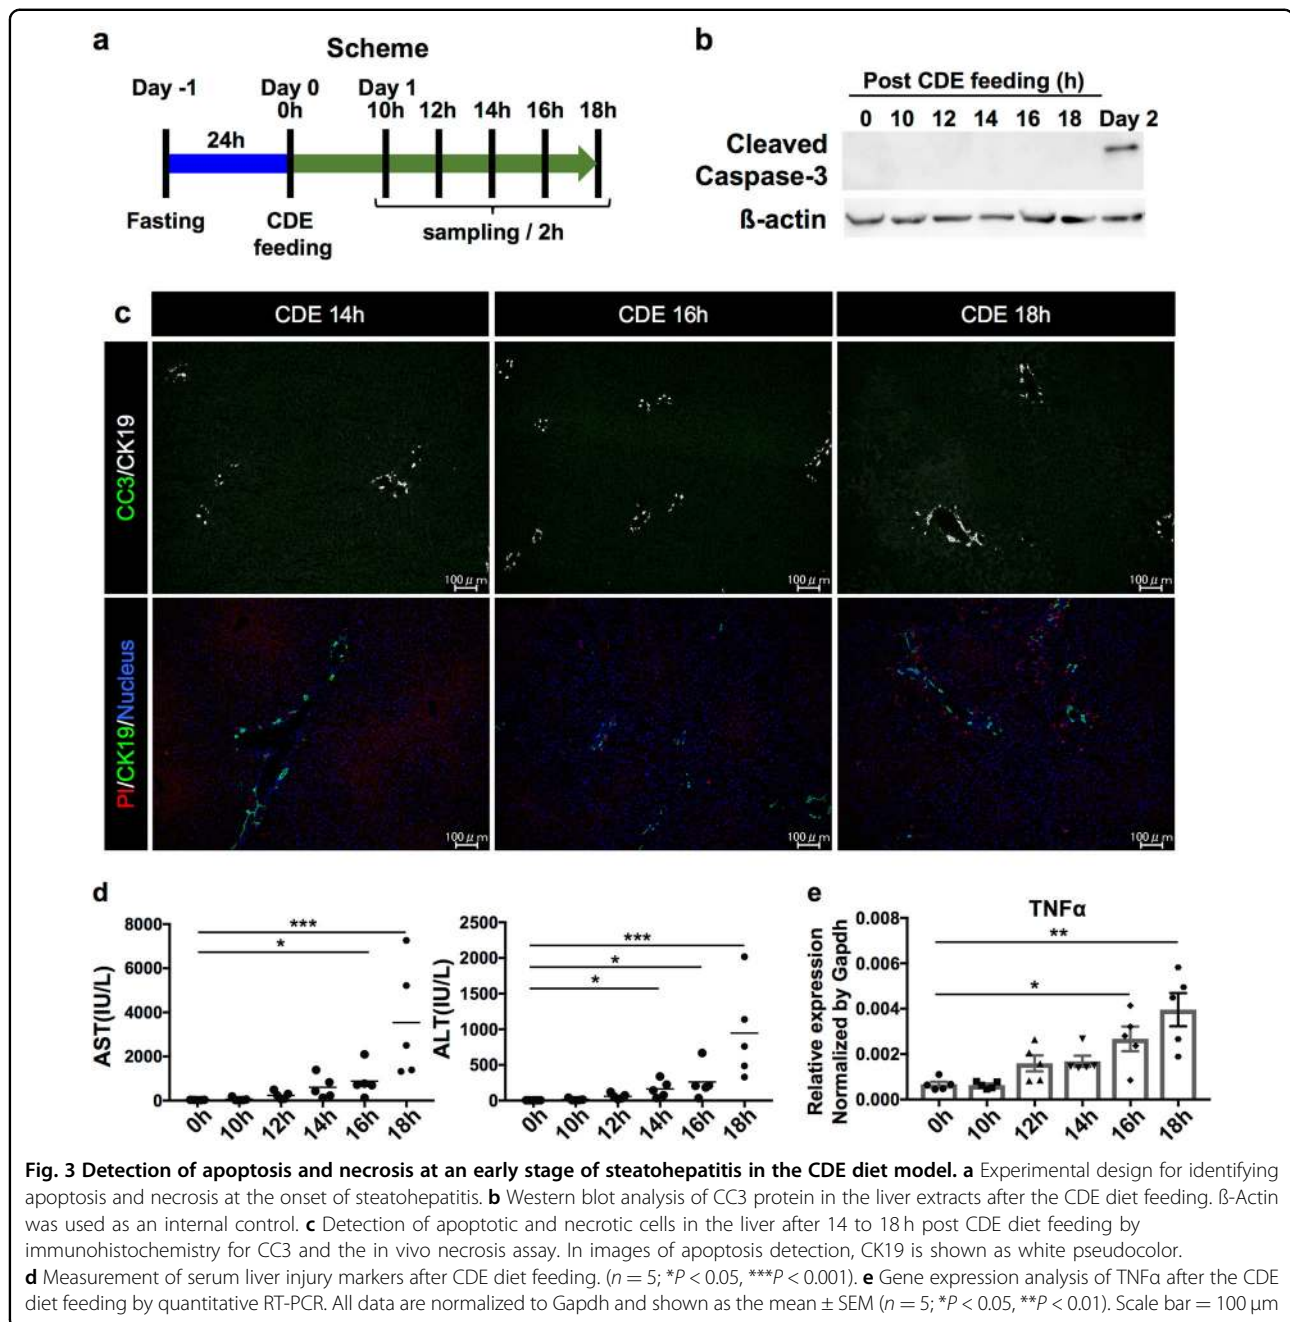 a
Scheme
Day -1 Day 0 Day 1
0h 10h 12h 14h 16h 18h
24h
Fasting CDE feeding sampling / 2h
b
Post CDE feeding (h)
0 10 12 14 16 18 Day 2
Cleaved
Caspase-3
ß-actin
c
CDE 14h CDE 16h CDE 18h
CC3/CK19
100 μm 100 μm 100 μm
PI/CK19/Nucleus
100 μm 100 μm 100 μm
d
AST(IU/L)
8000
6000
4000
2000
0
***
*
0h 10h 12h 14h 16h 18h
ALT(IU/L)
2500
2000
1500
1000
500
0
***
*
*
0h 10h 12h 14h 16h 18h
e
TNFα
Relative expression
Normalized by Gapdh
0.008
0.006
0.004
0.002
0.000
**
*
0h 10h 12h 14h 16h 18h
Fig. 3 Detection of apoptosis and necrosis at an early stage of steatohepatitis in the CDE diet model. a Experimental design for identifying
apoptosis and necrosis at the onset of steatohepatitis. b Western blot analysis of CC3 protein in the liver extracts after the CDE diet feeding. ß-Actin
was used as an internal control. c Detection of apoptotic and necrotic cells in the liver after 14 to 18 h post CDE diet feeding by
immunohistochemistry for CC3 and the in vivo necrosis assay. In images of apoptosis detection, CK19 is shown as white pseudocolor.
d Measurement of serum liver injury markers after CDE diet feeding. (n = 5; *P < 0.05, ***P < 0.001). e Gene expression analysis of TNFα after the CDE
diet feeding by quantitative RT-PCR. All data are normalized to Gapdh and shown as the mean ± SEM (n = 5; *P < 0.05, **P < 0.01). Scale bar = 100 μm